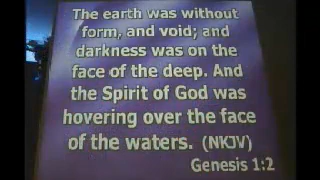 The earth was without
form, and void; and
darkness was on the
face of the deep. And
the Spirit of God was
hovering over the face
of the waters. (NKJV)
Genesis 1:2